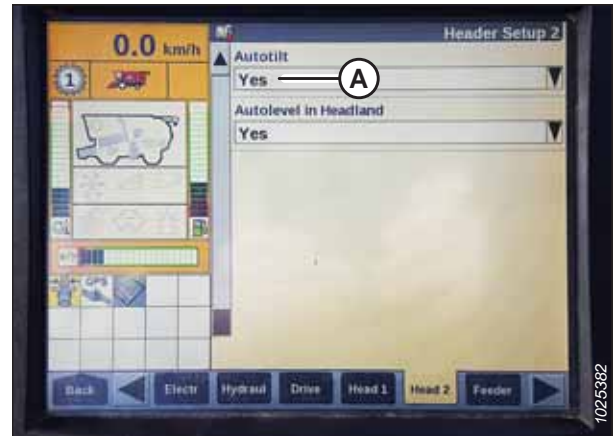 0.0 km/h
Header Setup 2
1
Autotilt
Yes
A
Autolevel in Headland
Yes
GPS
Back
Electr
Hydraul
Drive
Head 1
Head 2
Feeder
1025382